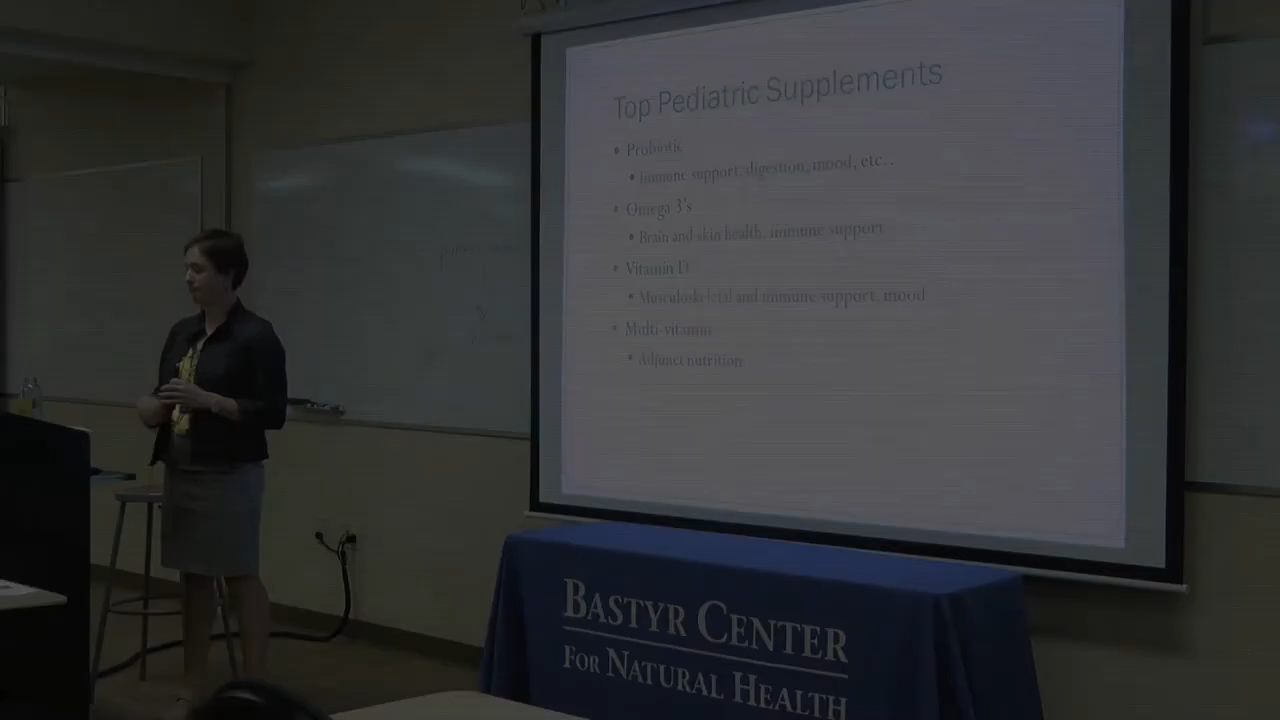 Top Pediatric Supplements
• Probiotic
• Immune support, digestion, mood, etc..
• Omega 3's
• Brain and skin health, immune support
• Vitamin D
• Musculoskeletal and immune support, mood
• Multi-vitamin
• Adjunct nutrition
BASTYR CENTER
FOR NATURAL HEALTH